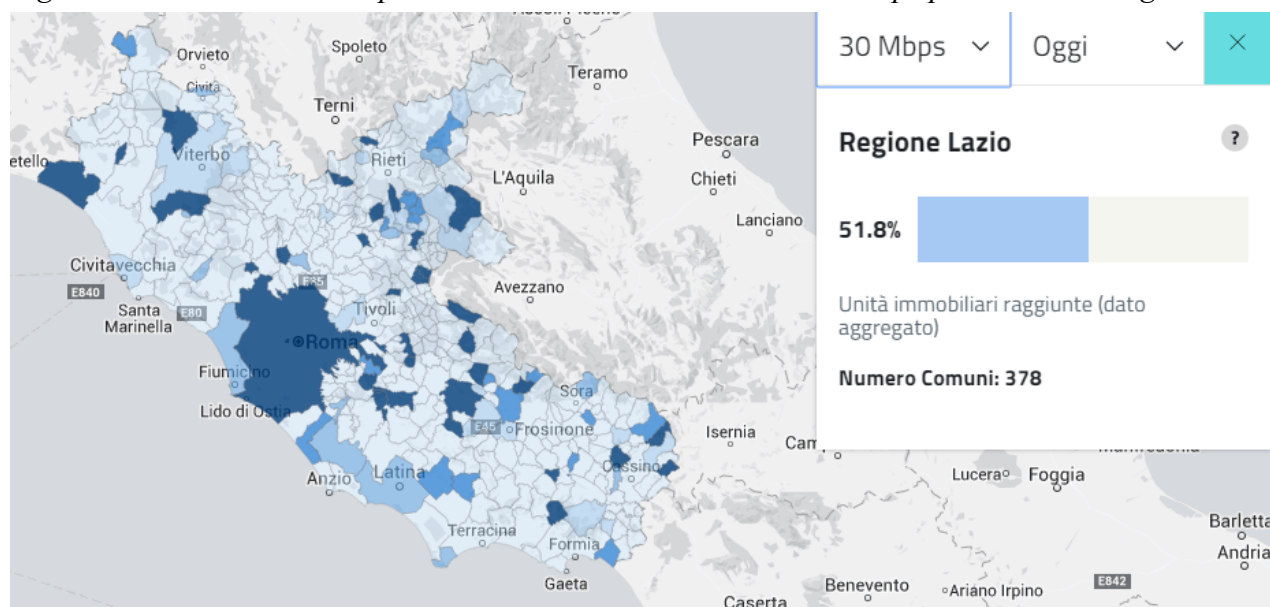 30 Mbps
Oggi
Regione Lazio
?
51.8%
Unità immobiliari raggiunte (dato
aggregato)
Numero Comuni: 378
Orvieto
Spoleto
Civita
Teramo
Terni
Viterbo
Rieti
Pescara
L'Aquila
Chieti
Lanciano
Civitavecchia
E840
Santa
Marinella
E80
E35
Avezzano
Tivoli
Roma
Fiumicino
Lido di Ostia
Sora
E45
Frosinone
Isernia
Anzio
Latina
Cassino
Lucera
Foggia
Terracina
Formia
Gaeta
Barletta
Andria
Benevento
Ariano Irpino
E842
Caserta